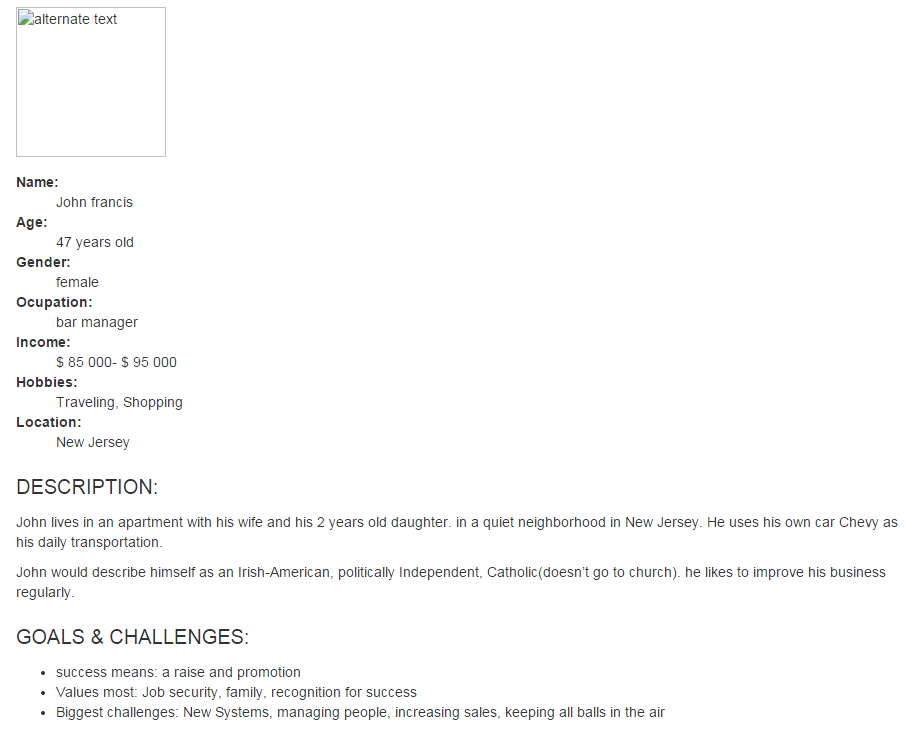 alternate text
Name:
John francis
Age:
47 years old
Gender:
female
Ocupation:
bar manager
Income:
$ 85 000- $ 95 000
Hobbies:
Traveling, Shopping
Location:
New Jersey
DESCRIPTION:
John lives in an apartment with his wife and his 2 years old daughter. in a quiet neighborhood in New Jersey. He uses his own car Chevy as
his daily transportation.
John would describe himself as an Irish-American, politically Independent, Catholic(doesn’t go to church). he likes to improve his business
regularly.
GOALS & CHALLENGES:
• success means: a raise and promotion
• Values most: Job security, family, recognition for success
• Biggest challenges: New Systems, managing people, increasing sales, keeping all balls in the air